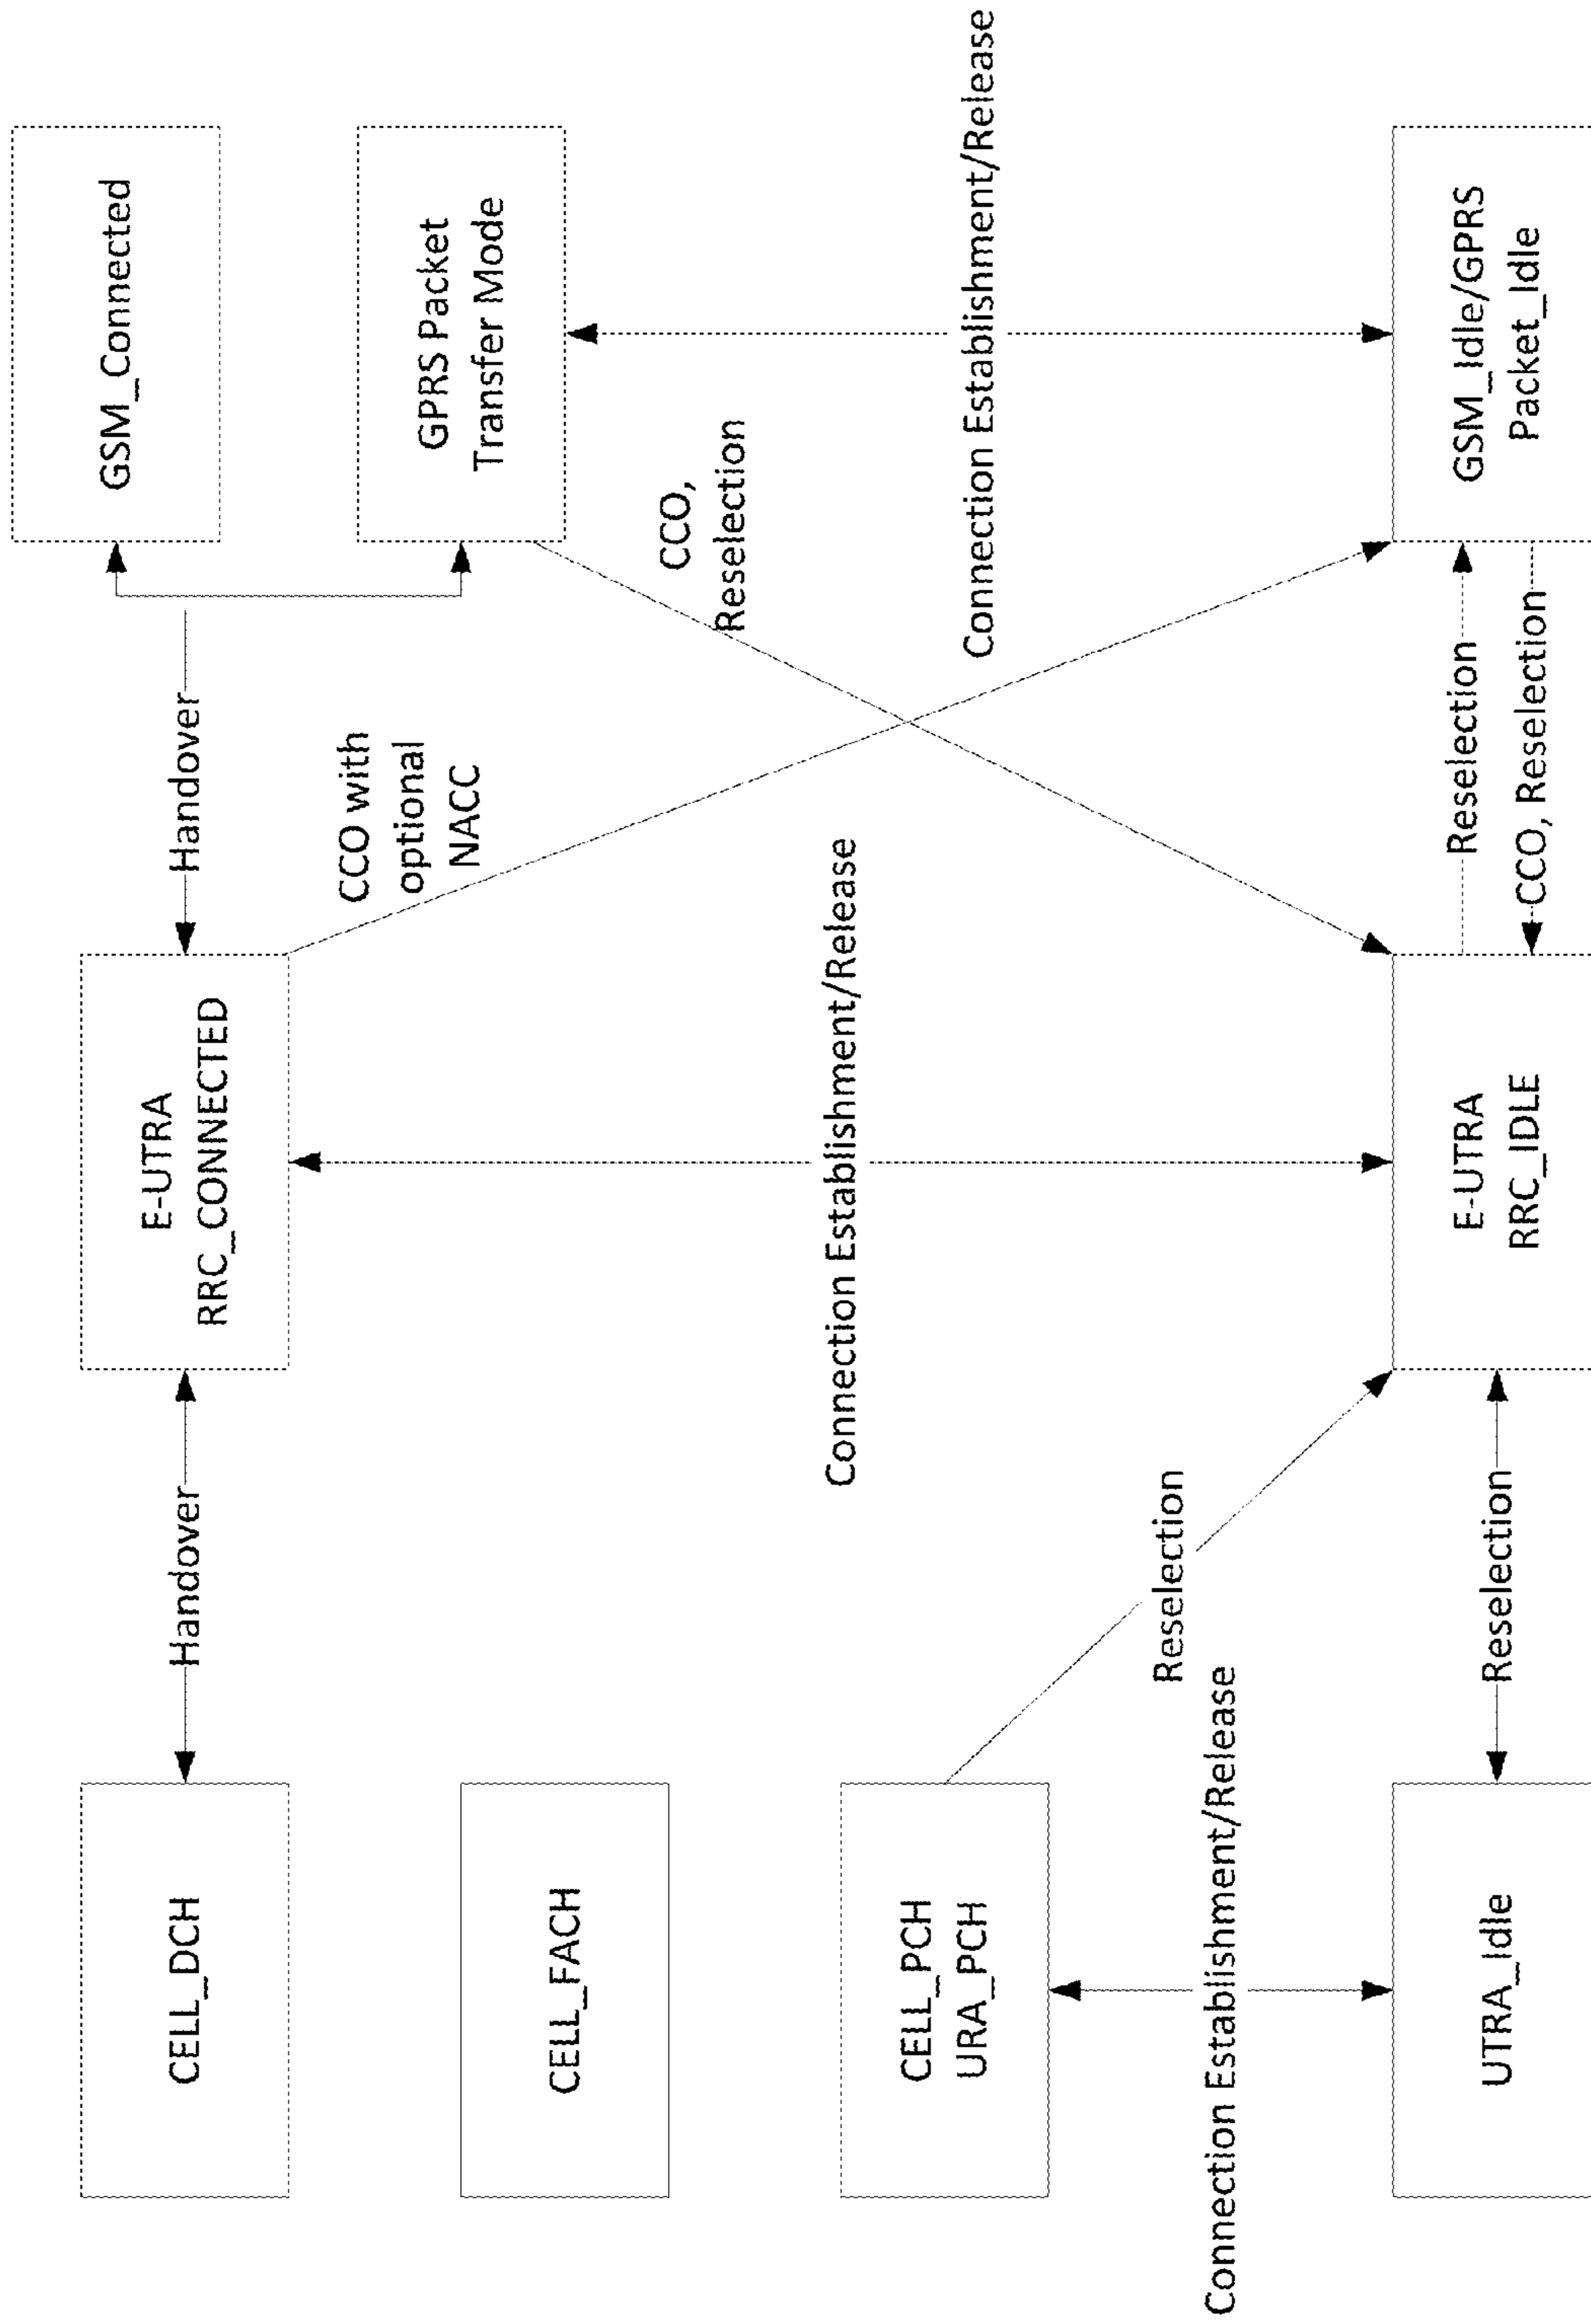 CELL_DCH
Handover
E-UTRA
RRC_CONNECTED
Handover
GSM_Connected
CELL_FACH
CCO with
optional
NACC
GPRS Packet
Transfer Mode
CCO,
Reselection
CELL_PCH
URA_PCH
Connection Establishment/Release
Connection Establishment/Release
Reselection
Connection Establishment/Release
UTRA_Idle
Reselection
E-UTRA
RRC_IDLE
Reselection
CCO, Reselection
GSM_Idle/GPRS
Packet_Idle